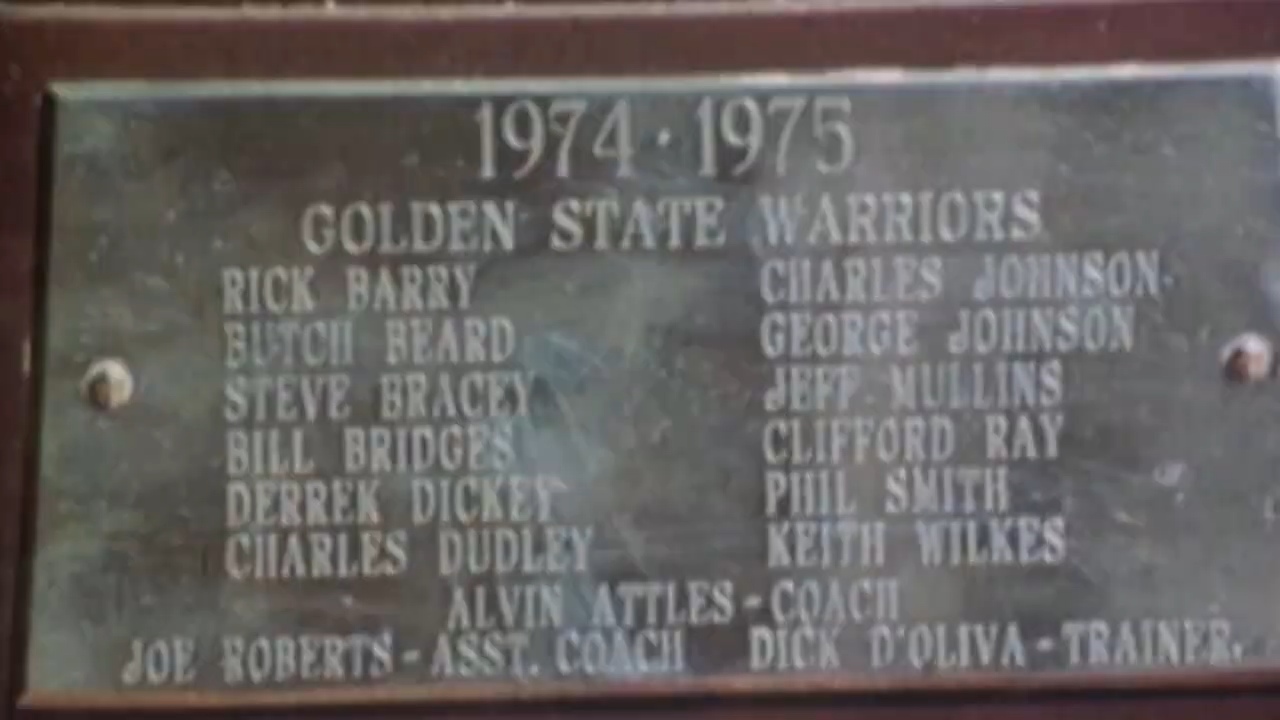 1974·1975
GOLDEN STATE WARRIORS
RICK BARRY
BUTCH BEARD
STEVE BRACEY
BILL BRIDGES
DERREK DICKEY
CHARLES DUDLEY
CHARLES JOHNSON
GEORGE JOHNSON
JEFF MULLINS
CLIFFORD RAY
PHIL SMITH
KEITH WILKES
ALVIN ATTLES-COACH
JOE ROBERTS-ASST. COACH DICK D'OLIVA-TRAINER.